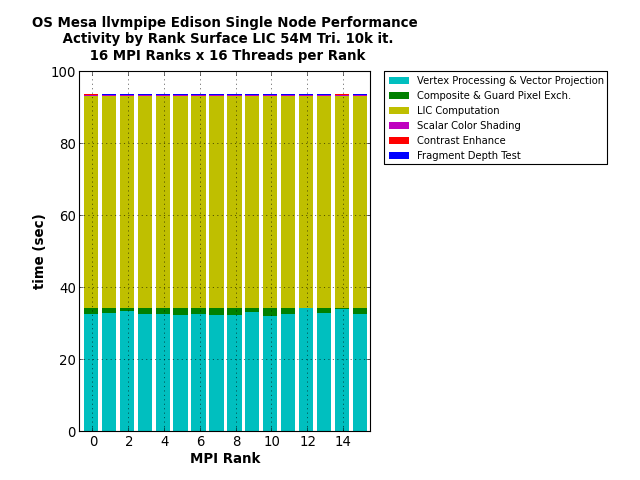 OS Mesa llvmpipe Edison Single Node Performance
Activity by Rank Surface LIC 54M Tri. 10k it.
16 MPI Ranks x 16 Threads per Rank
Vertex Processing & Vector Projection
Composite & Guard Pixel Exch.
LIC Computation
Scalar Color Shading
Contrast Enhance
Fragment Depth Test
time (sec)
100
80
60
40
20
0
0 2 4 6 8 10 12 14
MPI Rank